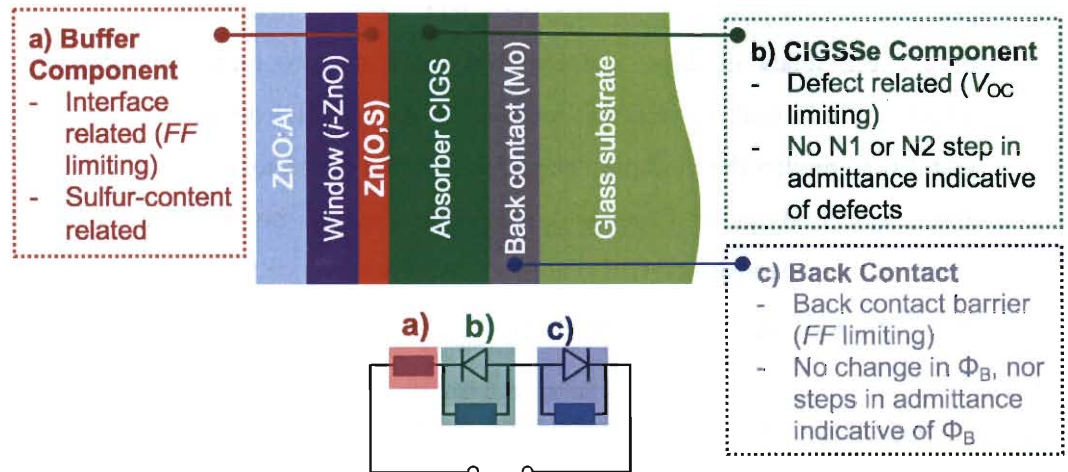 a) Buffer
Component
- Interface
related (FF
limiting)
- Sulfur-content
related
ZnO:Al
Window (i-ZnO)
Zn(O,S)
Absorber CIGS
Back contact (Mo)
Glass substrate
b) CIGSSe Component
- Defect related (VOC
limiting)
- No N1 or N2 step in
admittance indicative
of defects
c) Back Contact
- Back contact barrier
(FF limiting)
- No change in ΦB, nor
steps in admittance
indicative of ΦB
a)
b)
c)